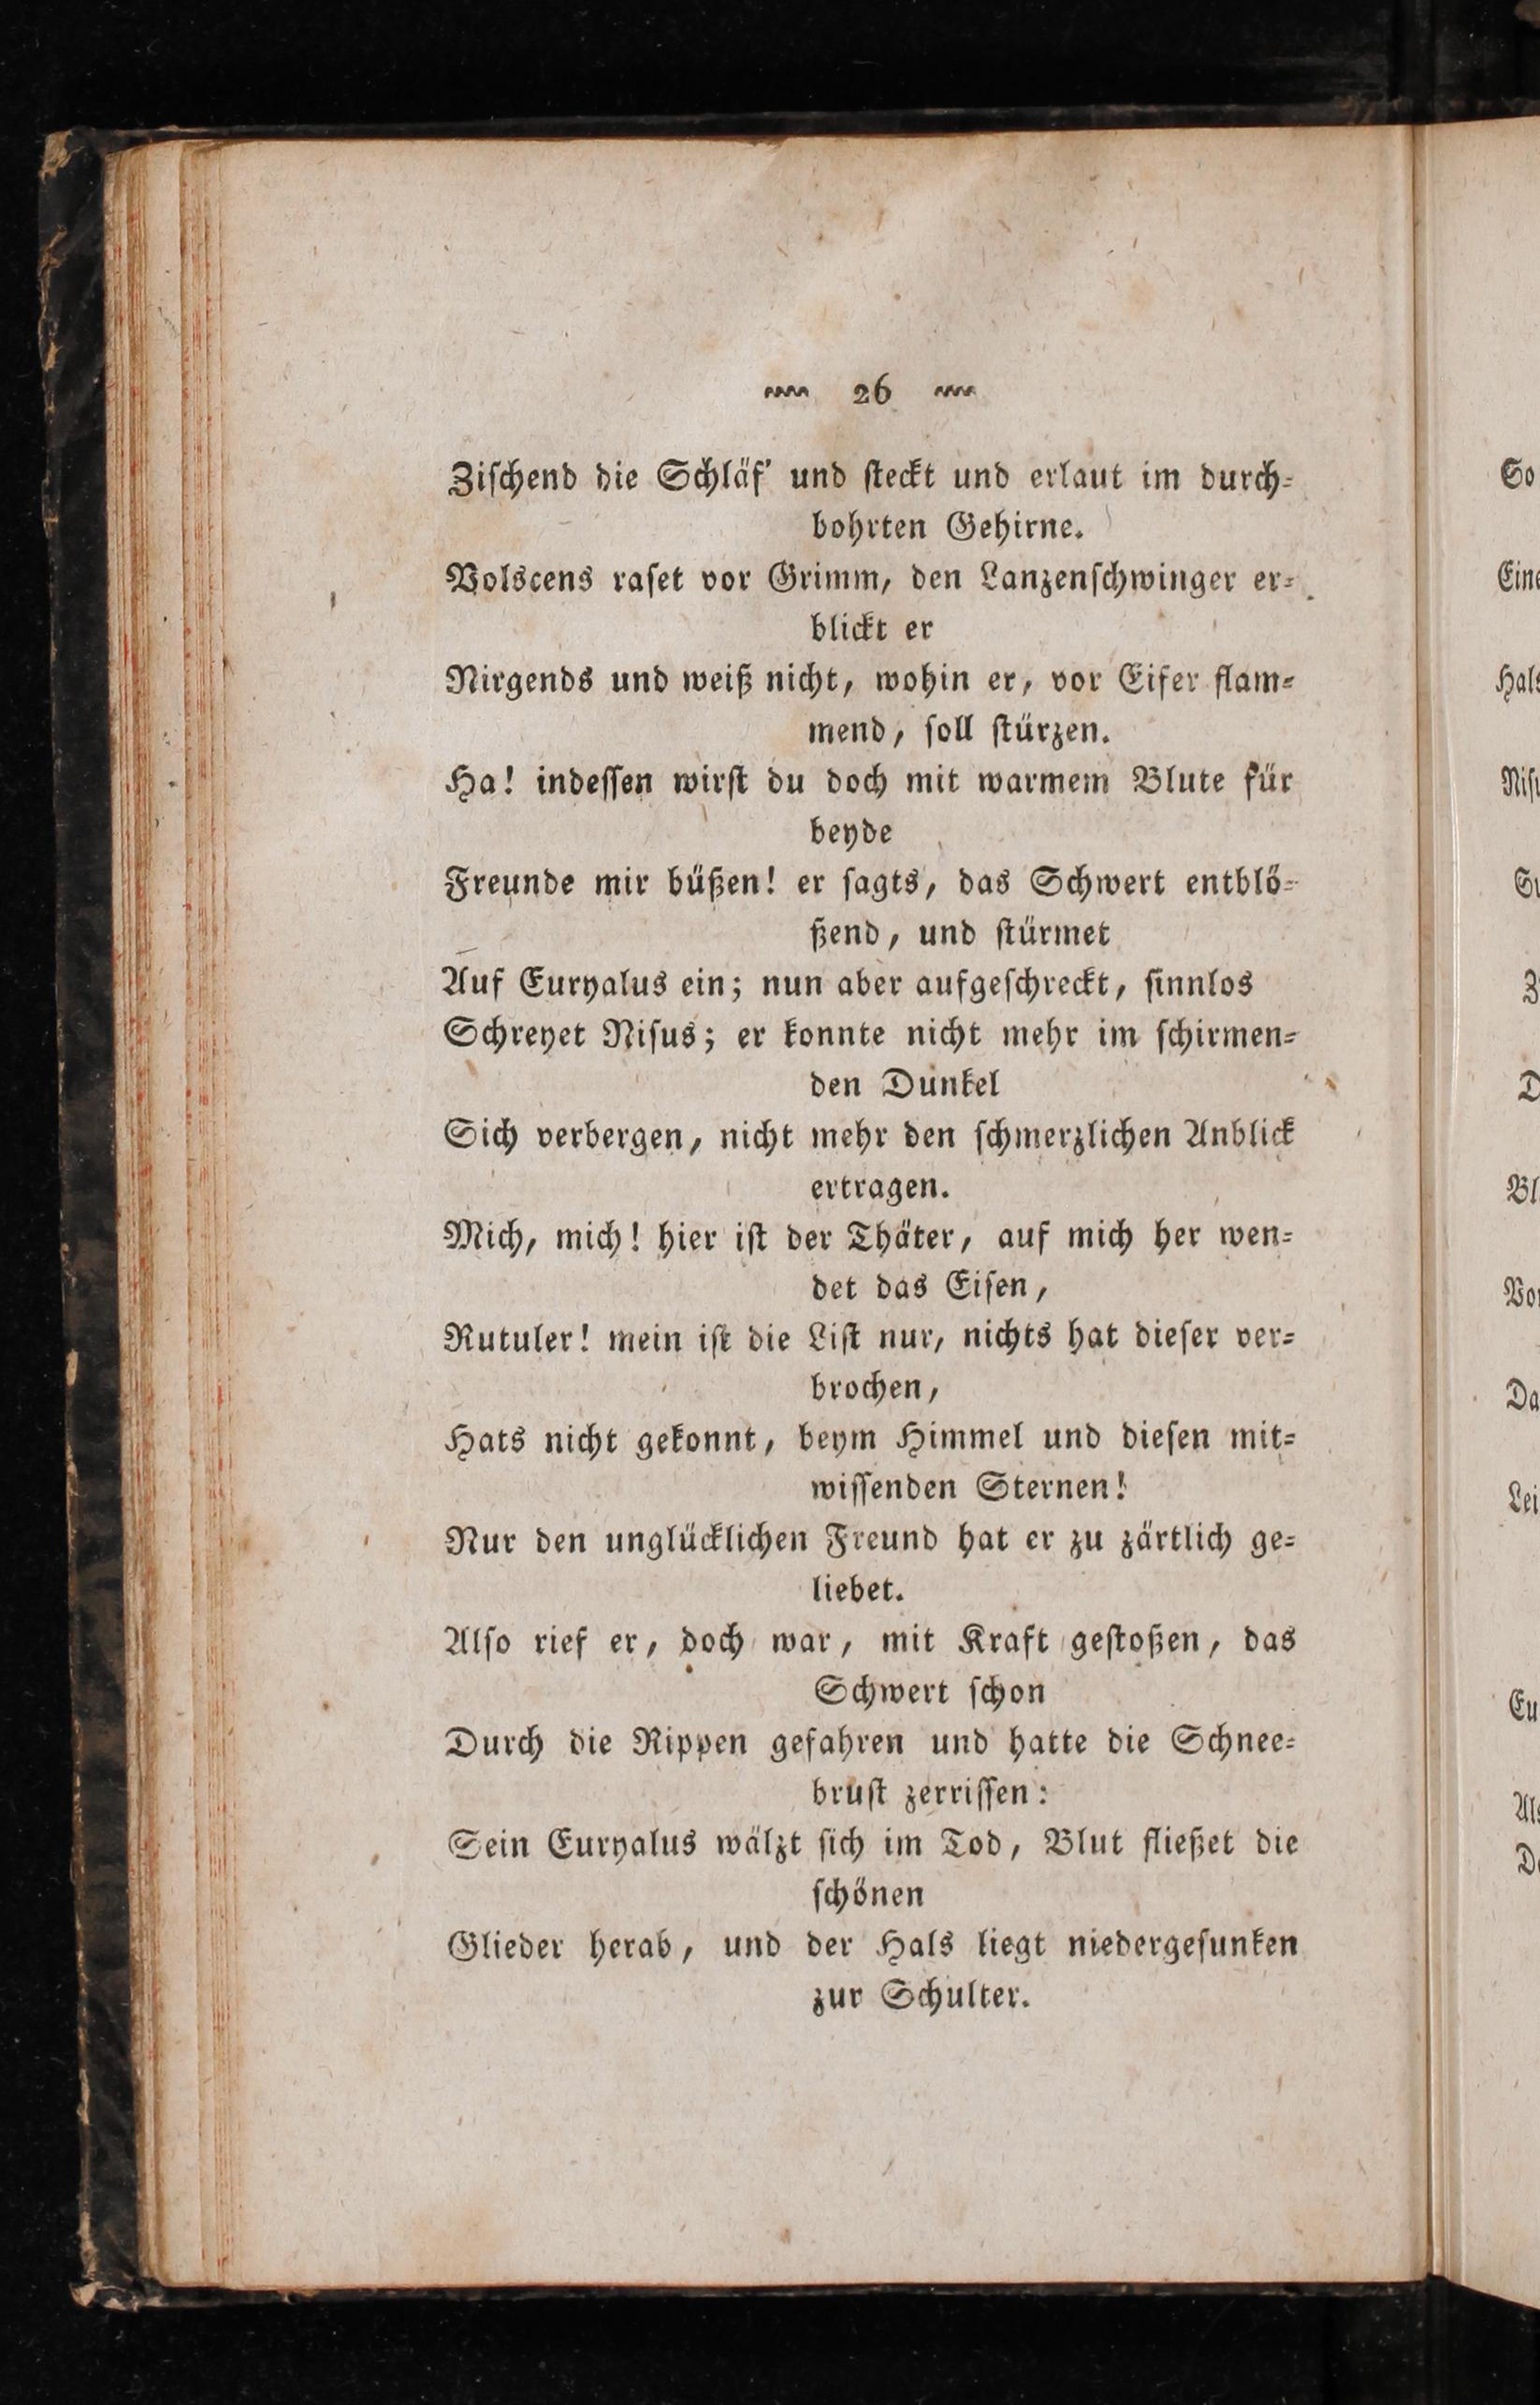 26
Zischend die Schläf' und steckt und erlaut im durch-
bohrten Gehirne.
Volscens raset vor Grimm, den Lanzenschwinger er-
blickt er
Nirgends und weiß nicht, wohin er, vor Eifer flam-
mend, soll stürzen.
Ha! indessen wirst du doch mit warmem Blute für
beyde
Freunde mir büßen! er sagts, das Schwert entblö-
ßend, und stürmet
Auf Euryalus ein; nun aber aufgeschreckt, sinnlos
Schreyet Nisus; er konnte nicht mehr im schirmen-
den Dunkel
Sich verbergen, nicht mehr den schmerzlichen Anblick
ertragen.
Mich, mich! hier ist der Thäter, auf mich her wen-
det das Eisen,
Rutuler! mein ist die List nur, nichts hat dieser ver-
brochen,
Hats nicht gekonnt, beym Himmel und diesen mit-
wissenden Sternen!
Nur den unglücklichen Freund hat er zu zärtlich ge-
liebet.
Also rief er, doch war, mit Kraft gestoßen, das
Schwert schon
Durch die Rippen gefahren und hatte die Schnee-
brust zerrissen:
Sein Euryalus wälzt sich im Tod, Blut fließet die
schönen
Glieder herab, und der Hals liegt niedergesunken
zur Schulter.
So